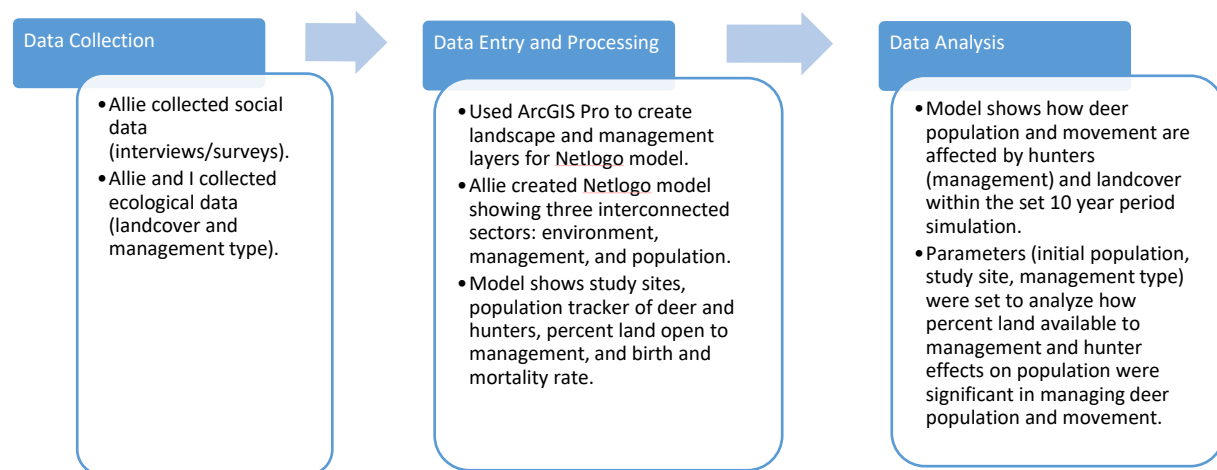 Data Collection
•Allie collected social
data
(interviews/surveys).
•Allie and I collected
ecological data
(landcover and
management type).
Data Entry and Processing
•Used ArcGIS Pro to create
landscape and management
layers for Netlogo model.
•Allie created Netlogo model
showing three interconnected
sectors: environment,
management, and population.
•Model shows study sites,
population tracker of deer and
hunters, percent land open to
management, and birth and
mortality rate.
Data Analysis
•Model shows how deer
population and movement are
affected by hunters
(management) and landcover
within the set 10 year period
simulation.
•Parameters (initial population,
study site, management type)
were set to analyze how
percent land available to
management and hunter
effects on population were
significant in managing deer
population and movement.